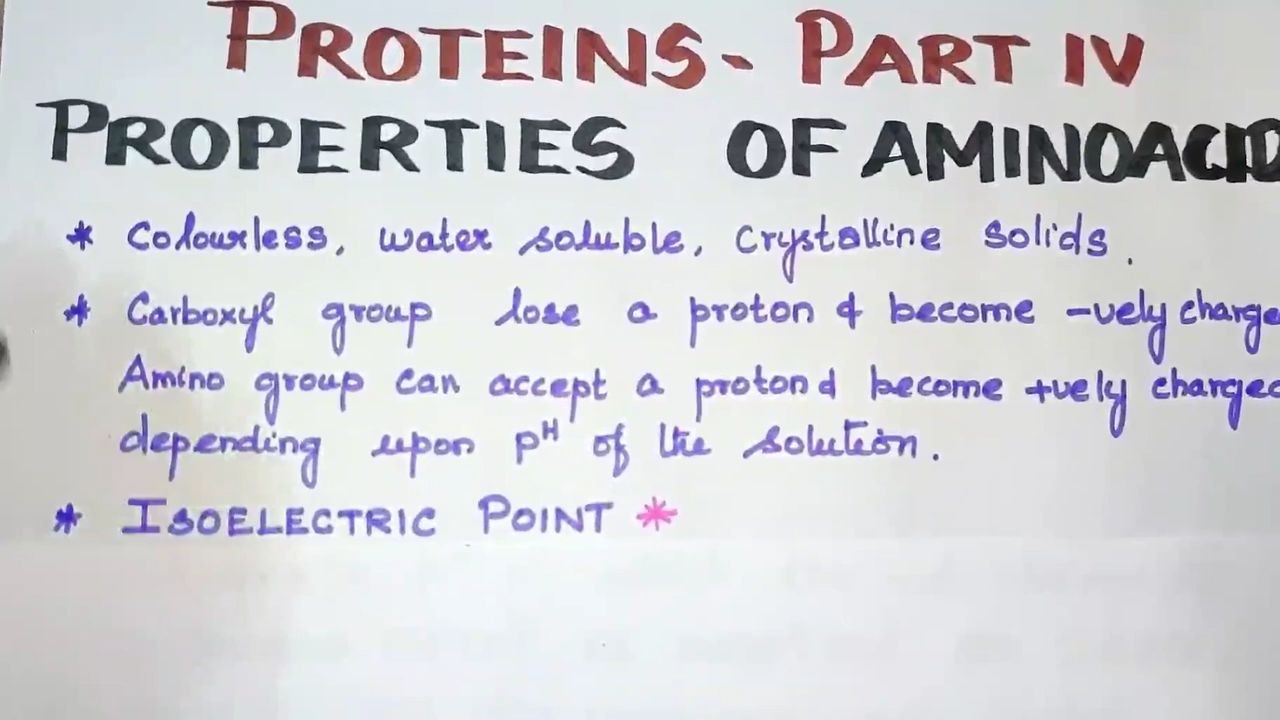 PROTEINS - PART IV
PROPERTIES OF AMINOACID
* Colourless, water soluble, crystalline solids.
* Carboxyl group lose a proton & become -vely charge
Amino group can accept a proton & become +vely charged
depending upon pH of the solution.
* ISOELECTRIC POINT *